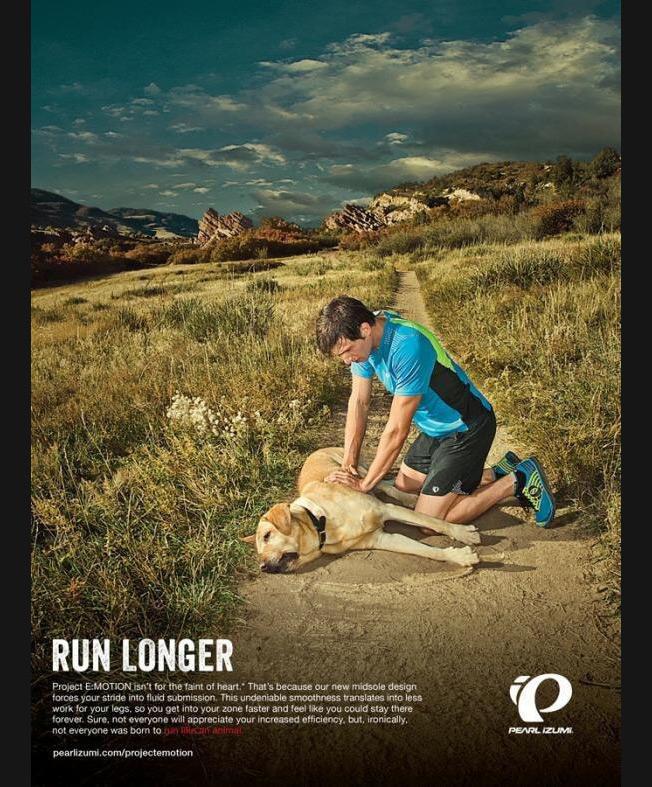 RUN LONGER
Project E:MOTION isn't for the faint of heart.* That's because our new midsole design
forces your stride into fluid submission. This undeniable smoothness translates into less
work for your legs, so you get into your zone faster and feel like you could stay there
forever. Sure, not everyone will appreciate your increased efficiency, but, ironically,
not everyone was born to run like an animal.
pearlizumi.com/projectemotion
PEARL iZUMi.